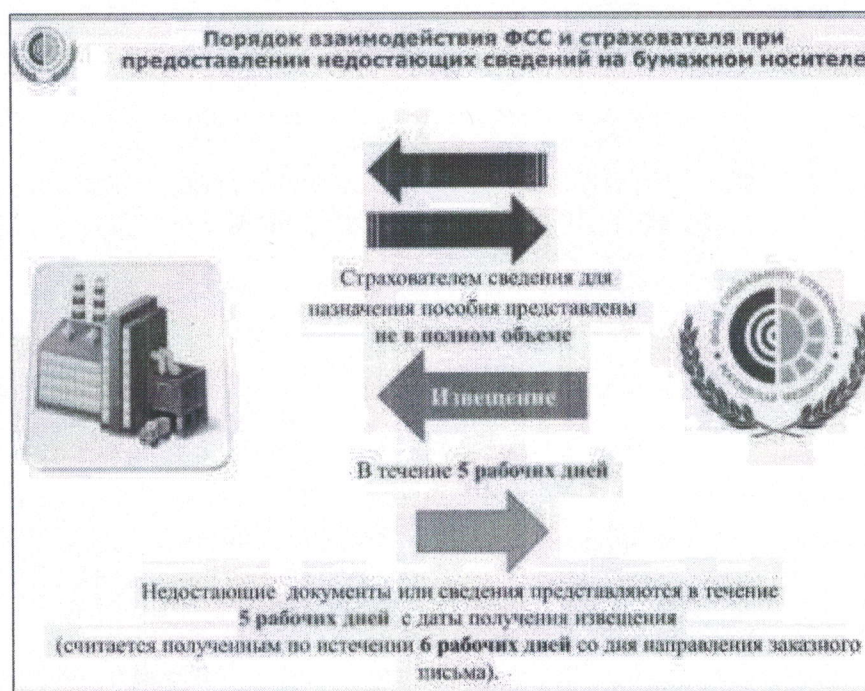 Порядок взаимодействия ФСС и страхователя при
предоставлении недостающих сведений на бумажном носителе
Страхователем сведения для
назначения пособия представлены
не в полном объеме
Извещение
В течение 5 рабочих дней
Недостающие документы или сведения представляются в течение
5 рабочих дней с даты получения извещения
(считается полученным по истечении 6 рабочих дней со дня направления заказного
письма).